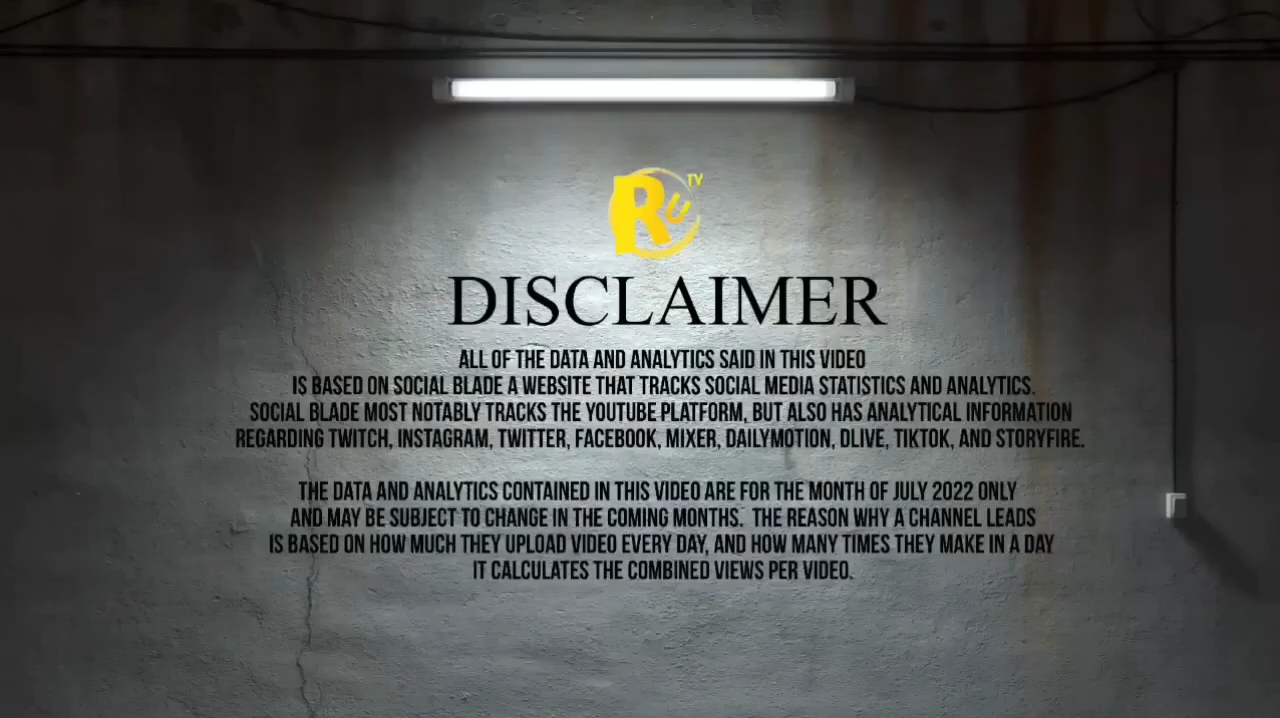 Ru TV
DISCLAIMER
ALL OF THE DATA AND ANALYTICS SAID IN THIS VIDEO
IS BASED ON SOCIAL BLADE A WEBSITE THAT TRACKS SOCIAL MEDIA STATISTICS AND ANALYTICS.
SOCIAL BLADE MOST NOTABLY TRACKS THE YOUTUBE PLATFORM, BUT ALSO HAS ANALYTICAL INFORMATION
REGARDING TWITCH, INSTAGRAM, TWITTER, FACEBOOK, MIXER, DAILYMOTION, DLIVE, TIKTOK, AND STORYFIRE.
THE DATA AND ANALYTICS CONTAINED IN THIS VIDEO ARE FOR THE MONTH OF JULY 2022 ONLY
AND MAY BE SUBJECT TO CHANGE IN THE COMING MONTHS. THE REASON WHY A CHANNEL LEADS
IS BASED ON HOW MUCH THEY UPLOAD VIDEO EVERY DAY, AND HOW MANY TIMES THEY MAKE IN A DAY
IT CALCULATES THE COMBINED VIEWS PER VIDEO.